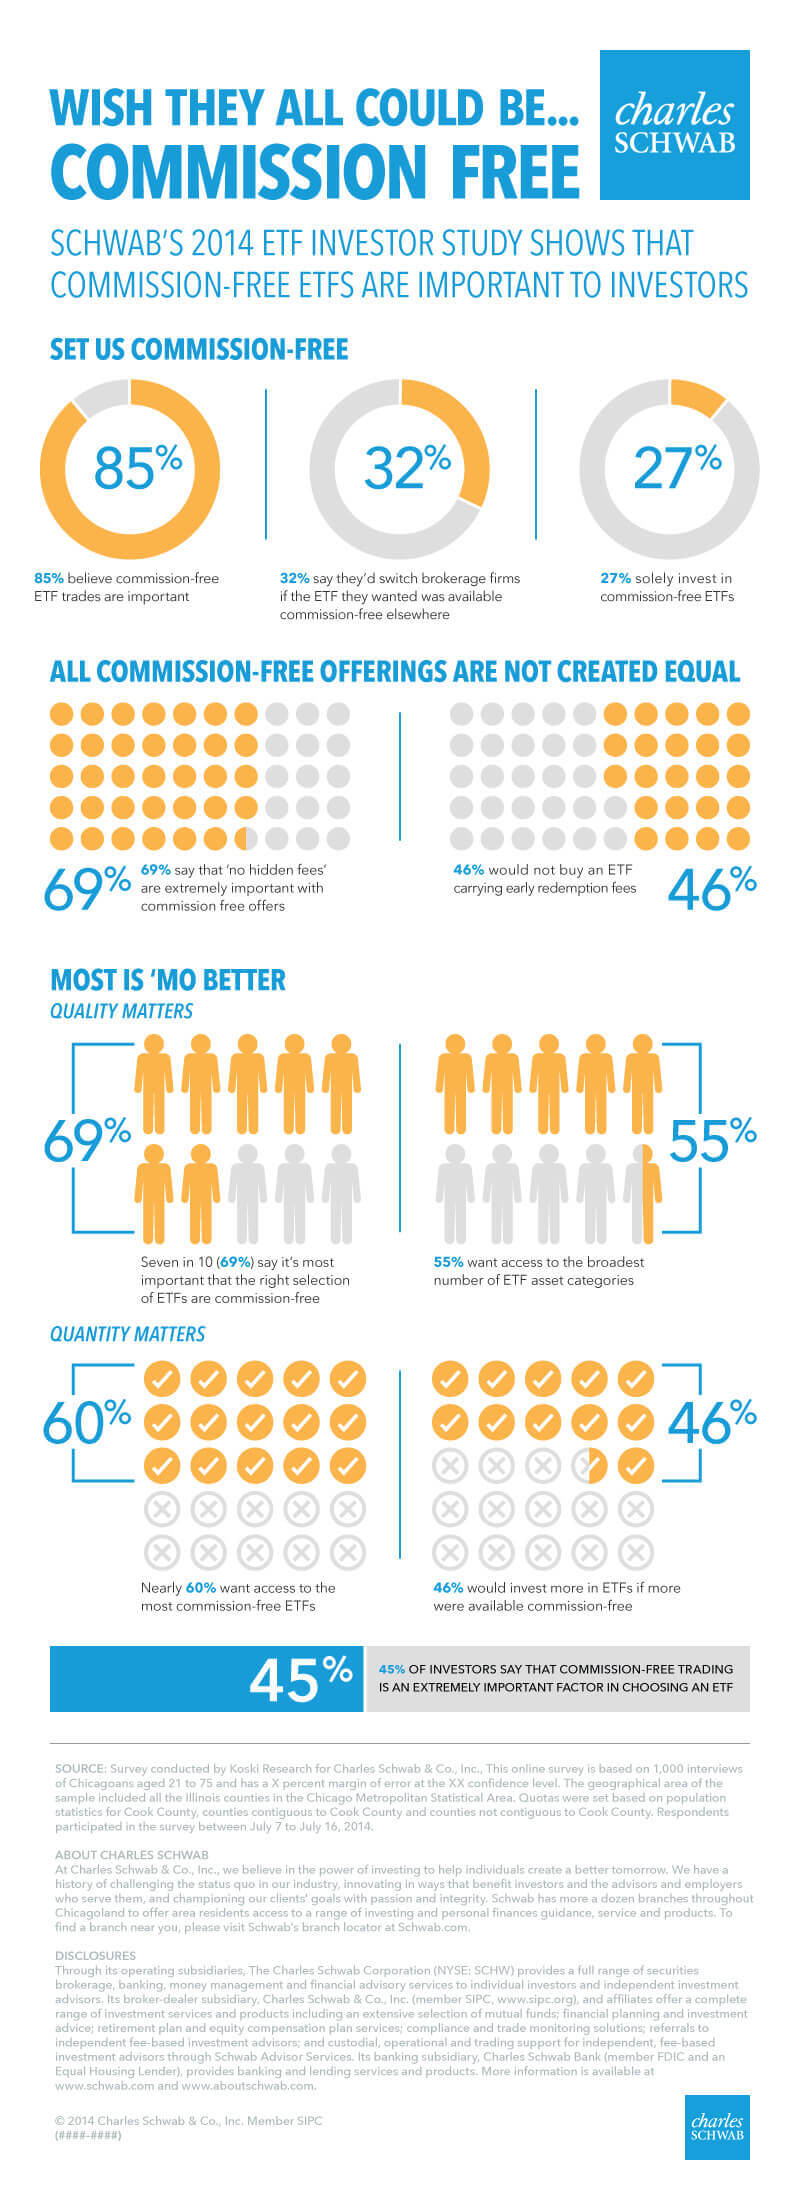 WISH THEY ALL COULD BE...
COMMISSION FREE
charles
SCHWAB
SCHWAB'S 2014 ETF INVESTOR STUDY SHOWS THAT
COMMISSION-FREE ETFS ARE IMPORTANT TO INVESTORS
SET US COMMISSION-FREE
85%
85% believe commission-free
ETF trades are important
32%
32% say they'd switch brokerage firms
if the ETF they wanted was available
commission-free elsewhere
27%
27% solely invest in
commission-free ETFs
ALL COMMISSION-FREE OFFERINGS ARE NOT CREATED EQUAL
69%
69% say that 'no hidden fees'
are extremely important with
commission free offers
46% would not buy an ETF
carrying early redemption fees
46%
MOST IS 'MO BETTER
QUALITY MATTERS
69%
Seven in 10 (69%) say it's most
important that the right selection
of ETFs are commission-free
55%
55% want access to the broadest
number of ETF asset categories
QUANTITY MATTERS
60%
Nearly 60% want access to the
most commission-free ETFs
46%
46% would invest more in ETFs if more
were available commission-free
45%
45% OF INVESTORS SAY THAT COMMISSION-FREE TRADING
IS AN EXTREMELY IMPORTANT FACTOR IN CHOOSING AN ETF
SOURCE: Survey conducted by Koski Research for Charles Schwab & Co., Inc., This online survey is based on 1,000 interviews
of Chicagoans aged 21 to 75 and has a X percent margin of error at the XX confidence level. The geographical area of the
sample included all the Illinois counties in the Chicago Metropolitan Statistical Area. Quotas were set based on population
statistics for Cook County, counties contiguous to Cook County and counties not contiguous to Cook County. Respondents
participated in the survey between July 7 to July 16, 2014.
ABOUT CHARLES SCHWAB
At Charles Schwab & Co., Inc., we believe in the power of investing to help individuals create a better tomorrow. We have a
history of challenging the status quo in our industry, innovating in ways that benefit investors and the advisors and employers
who serve them, and championing our clients' goals with passion and integrity. Schwab has more a dozen branches throughout
Chicagoland to offer area residents access to a range of investing and personal finances guidance, service and products. To
find a branch near you, please visit Schwab's branch locator at Schwab.com.
DISCLOSURES
Through its operating subsidiaries, The Charles Schwab Corporation (NYSE: SCHW) provides a full range of securities
brokerage, banking, money management and financial advisory services to individual investors and independent investment
advisors. Its broker-dealer subsidiary, Charles Schwab & Co., Inc. (member SIPC, www.sipc.org), and affiliates offer a complete
range of investment services and products including an extensive selection of mutual funds; financial planning and investment
advice; retirement plan and equity compensation plan services; compliance and trade monitoring solutions; referrals to
independent fee-based investment advisors; and custodial, operational and trading support for independent, fee-based
investment advisors through Schwab Advisor Services. Its banking subsidiary, Charles Schwab Bank (member FDIC and an
Equal Housing Lender), provides banking and lending services and products. More information is available at
www.schwab.com and www.aboutschwab.com.
© 2014 Charles Schwab & Co., Inc. Member SIPC
(####-####)
charles
SCHWAB